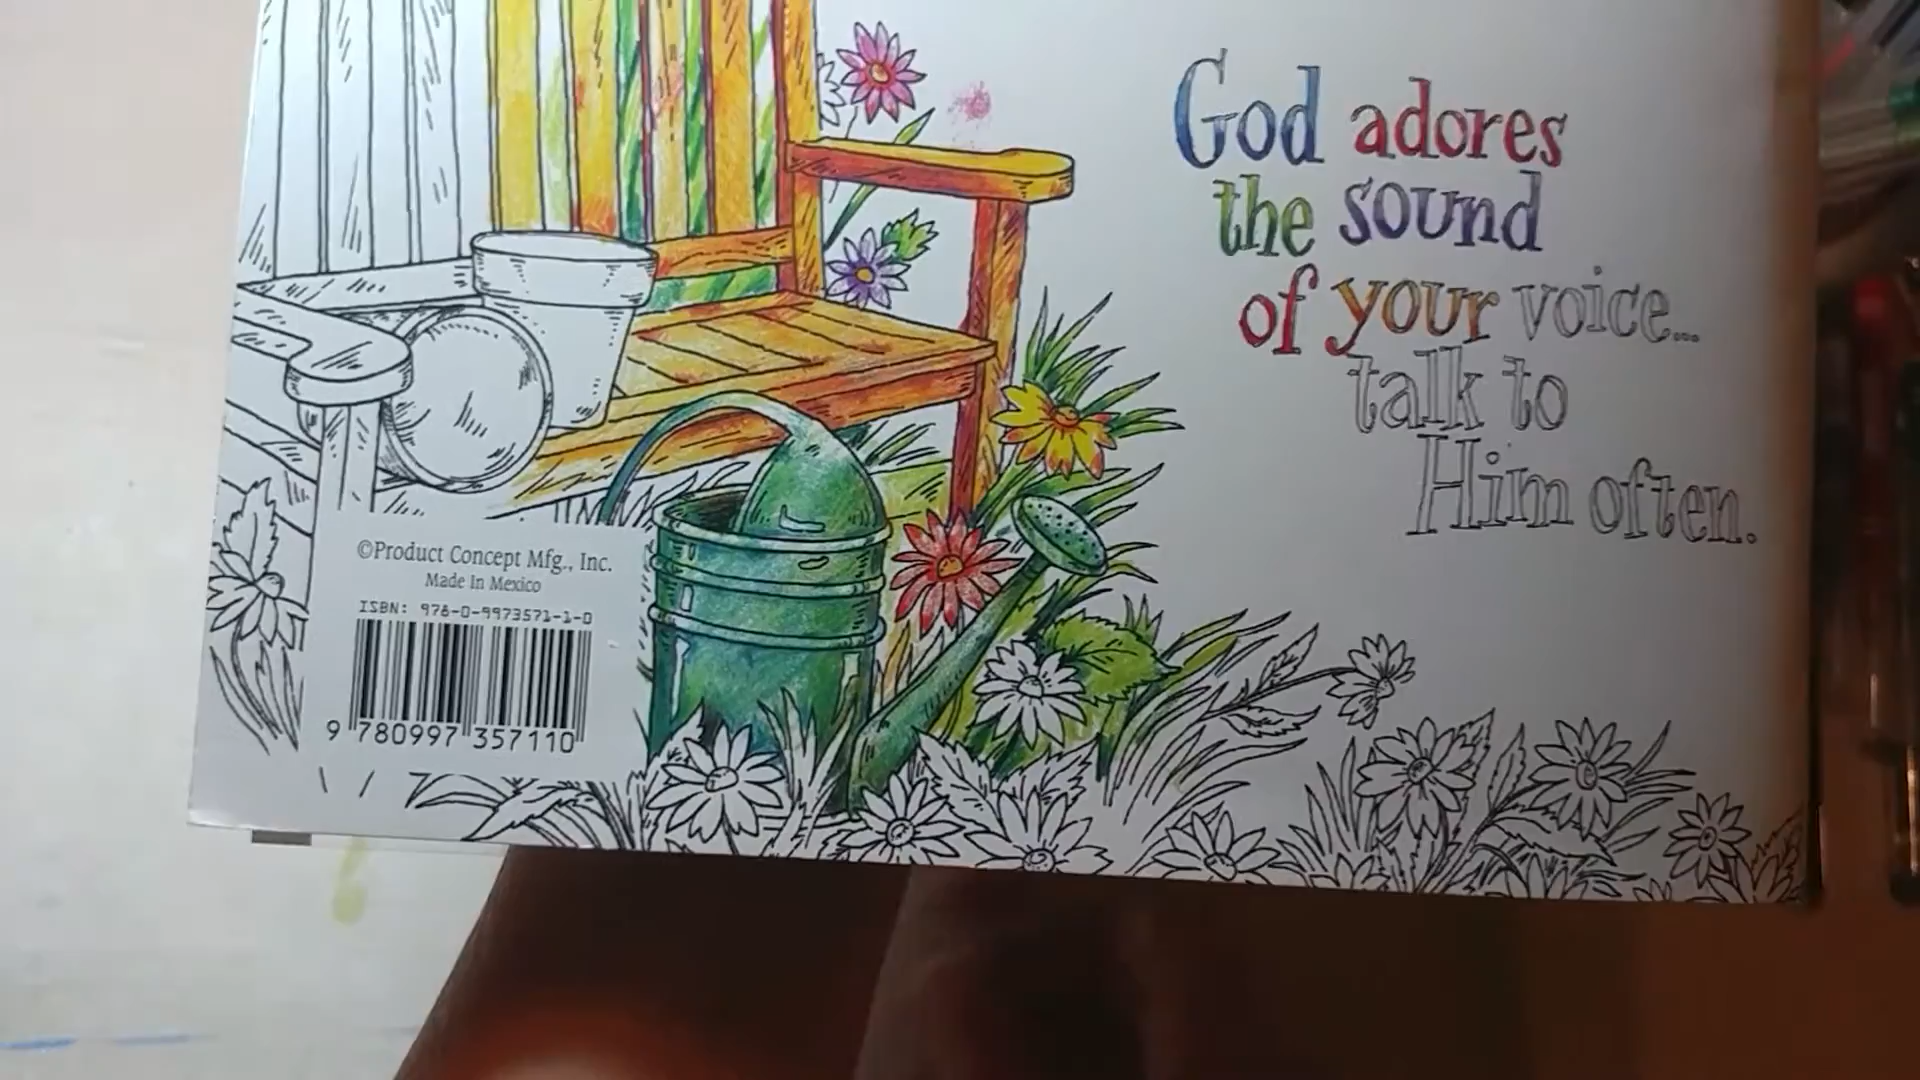 God adores
the sound
of your voice...
talk to
Him often.
©Product Concept Mfg., Inc.
Made In Mexico
ISBN: 978-0-9973571-1-0
9 780997 357110